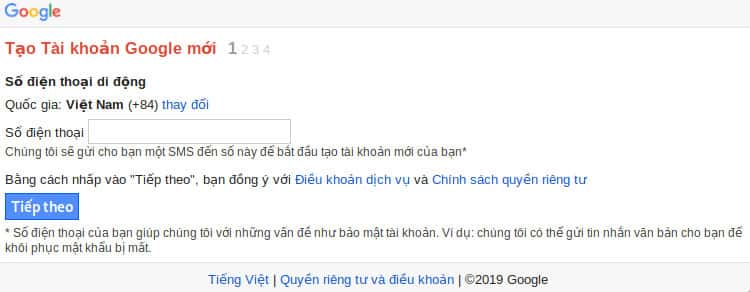 Google
Tạo Tài khoản Google mới 1 2 3 4
Số điện thoại di động
Quốc gia: Việt Nam (+84) thay đổi
Số điện thoại
Chúng tôi sẽ gửi cho bạn một SMS đến số này để bắt đầu tạo tài khoản mới của bạn*
Bằng cách nhấp vào "Tiếp theo", bạn đồng ý với Điều khoản dịch vụ và Chính sách quyền riêng tư
Tiếp theo
* Số điện thoại của bạn giúp chúng tôi với những vấn đề như bảo mật tài khoản. Ví dụ: chúng tôi có thể gửi tin nhắn văn bản cho bạn để
khôi phục mật khẩu bị mất.
Tiếng Việt | Quyền riêng tư và điều khoản | ©2019 Google